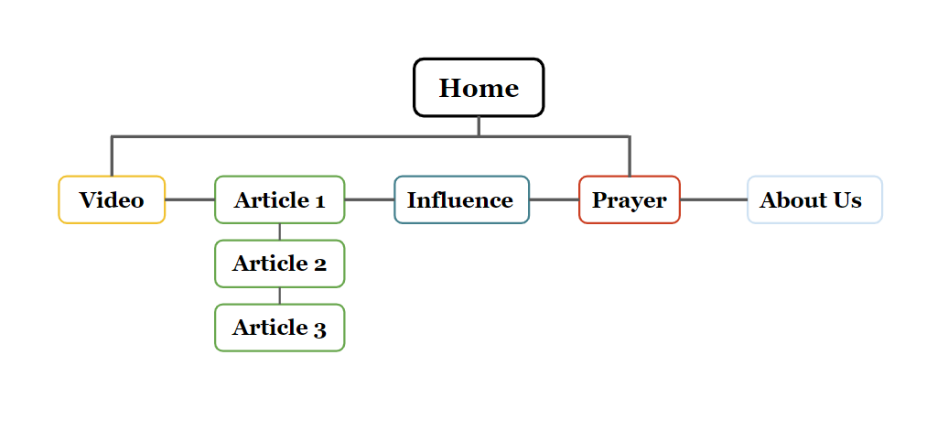 Home
Video
Article 1
Influence
Prayer
About Us
Article 2
Article 3